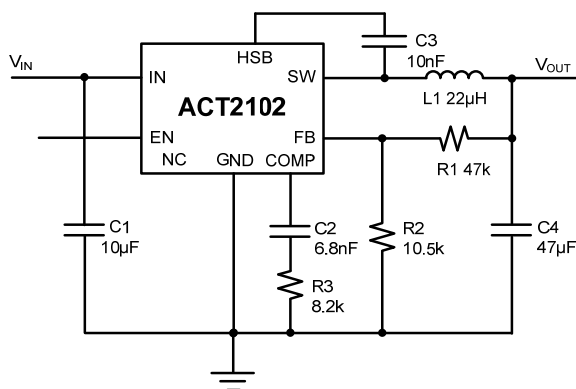 HSB
C3
10nF
VIN
IN
SW
VOUT
L1 22µH
ACT2102
EN
FB
NC
GND
COMP
R1 47k
C1
10µF
C2
6.8nF
R2
10.5k
C4
47µF
R3
8.2k